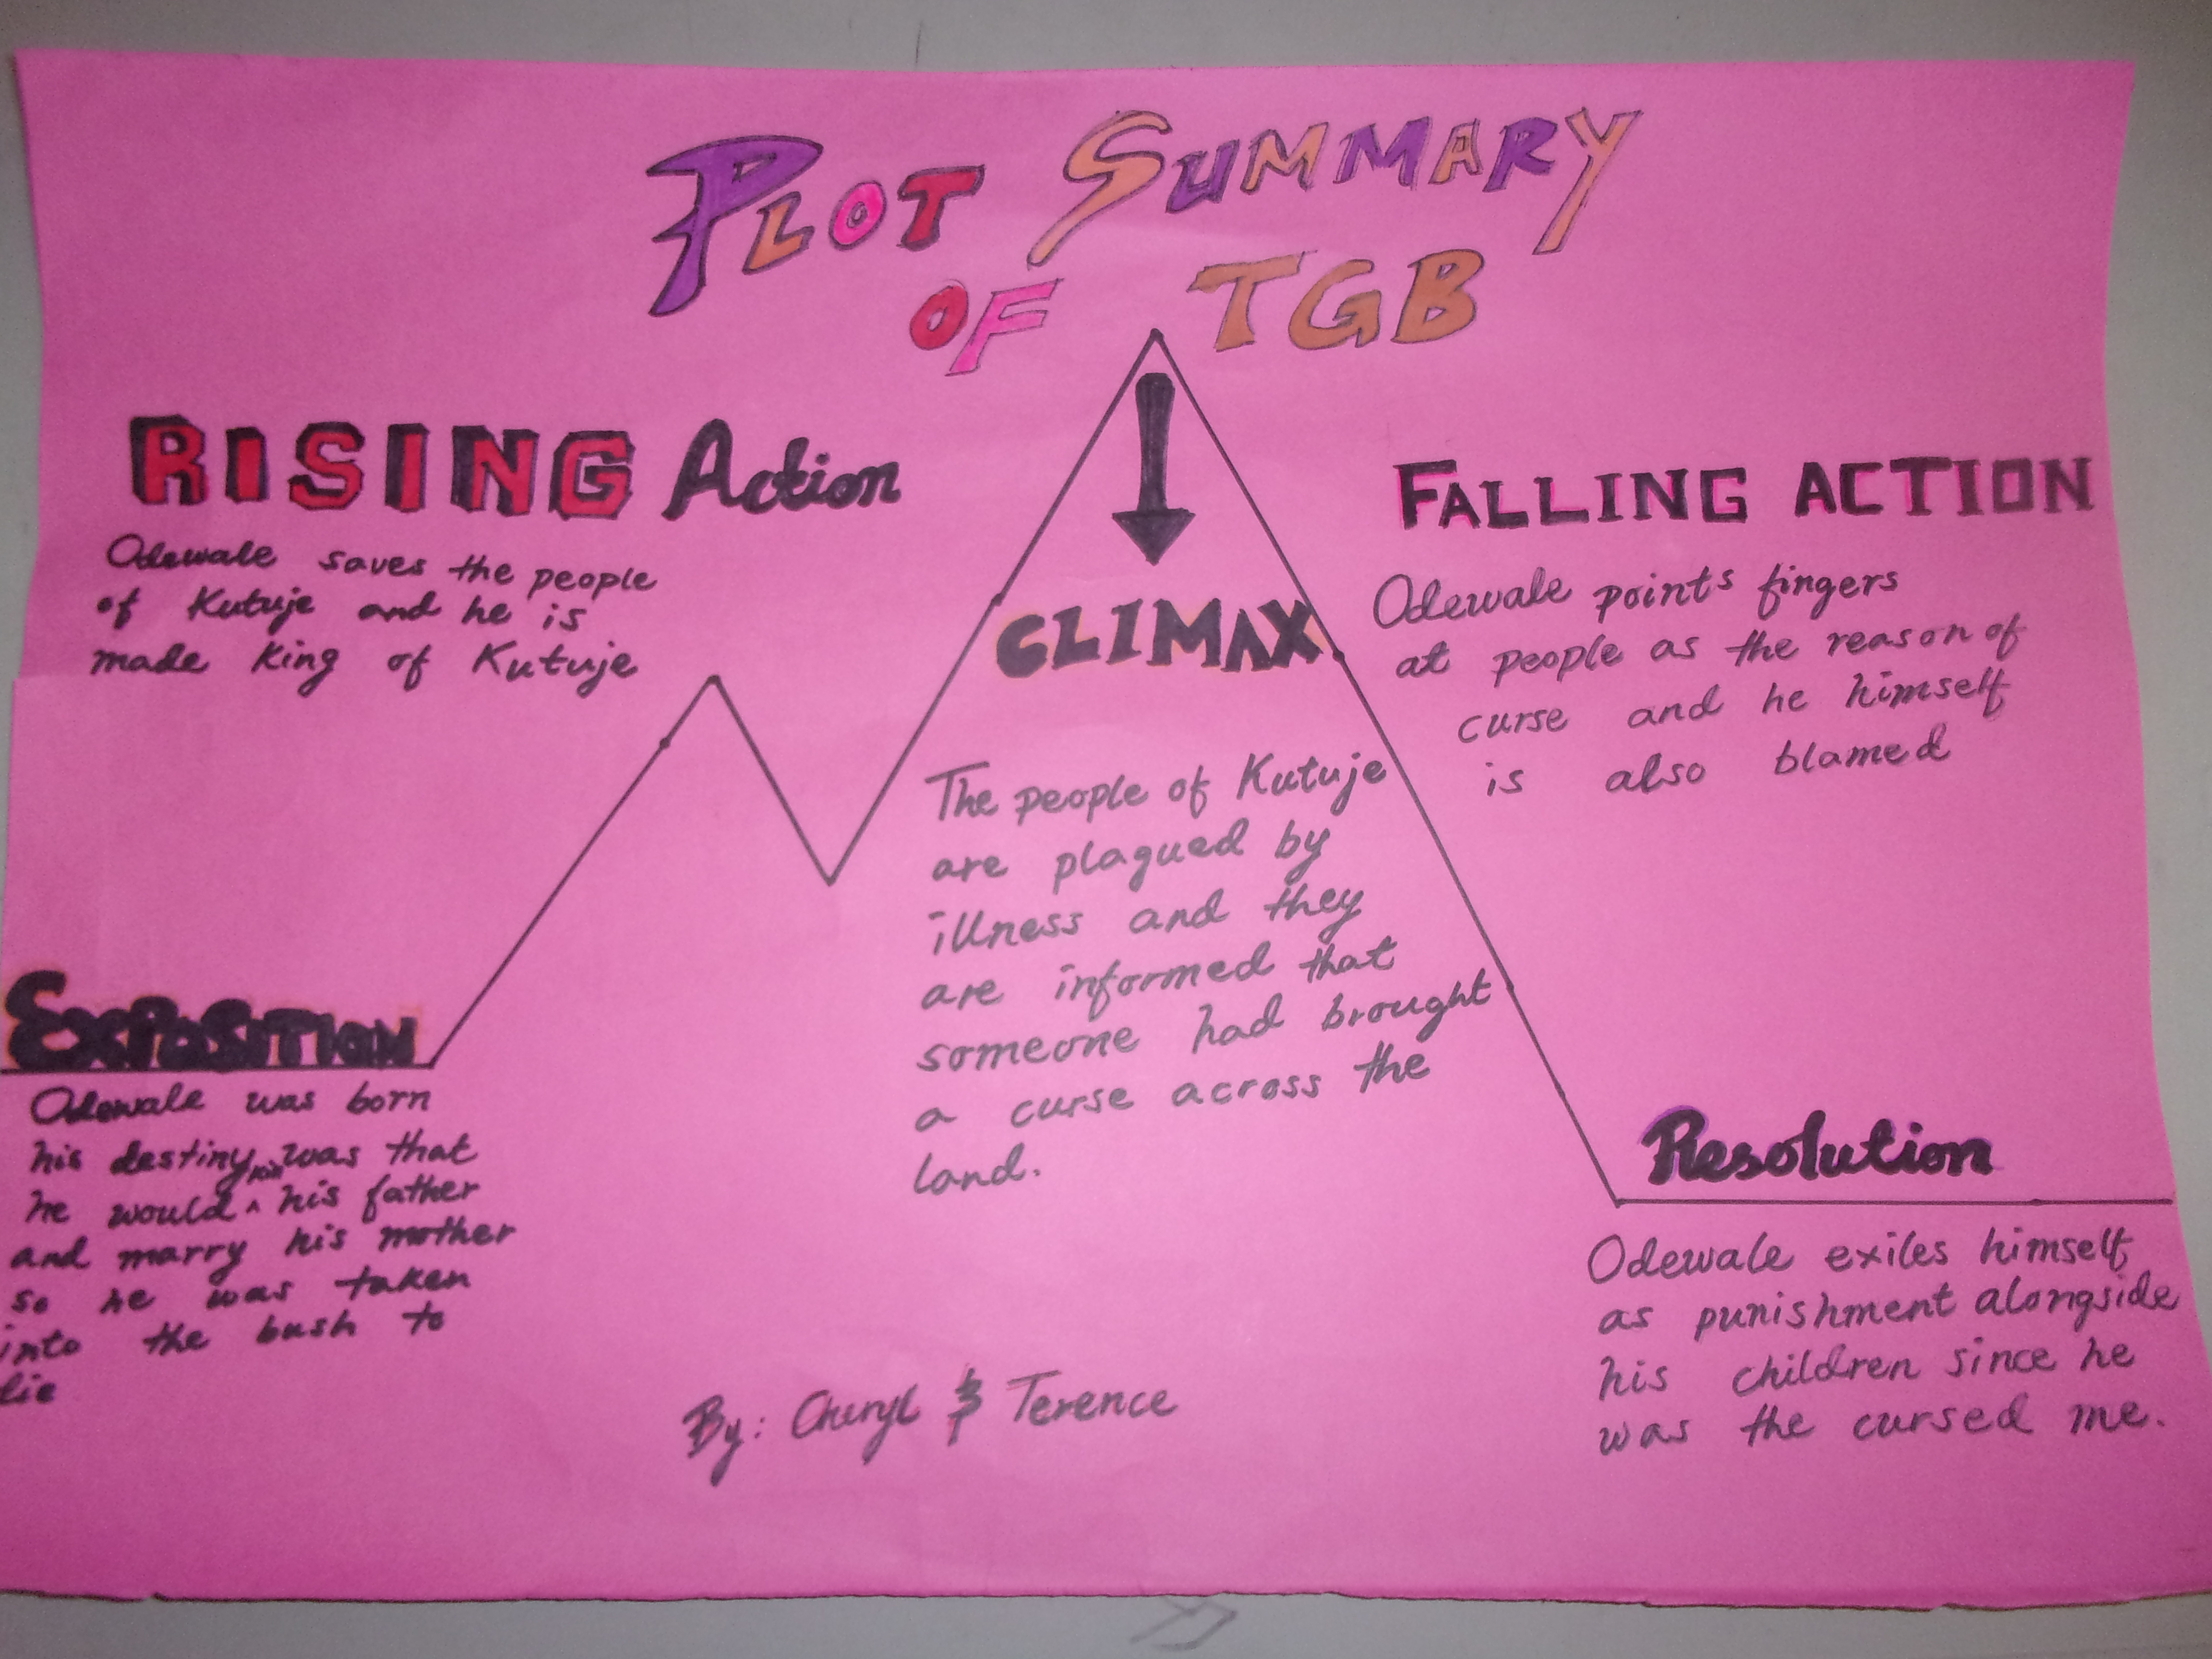 PLOT SUMMARY
OF TGB
RISING Action
Odewale saves the people
of Kutuje and he is
made king of Kutuje
CLIMAX
The people of Kutuje
are plagued by
illness and they
are informed that
someone had brought
a curse across the
land.
FALLING ACTION
Odewale points fingers
at people as the reason of
curse and he himself
is also blamed
EXPOSITION
Odewale was born
his destiny was that
he would ^ kill his father
and marry his mother
so he was taken
into the bush to
die
Resolution
Odewale exiles himself
as punishment alongside
his children since he
was the cursed me.
By: Cheryl & Terence